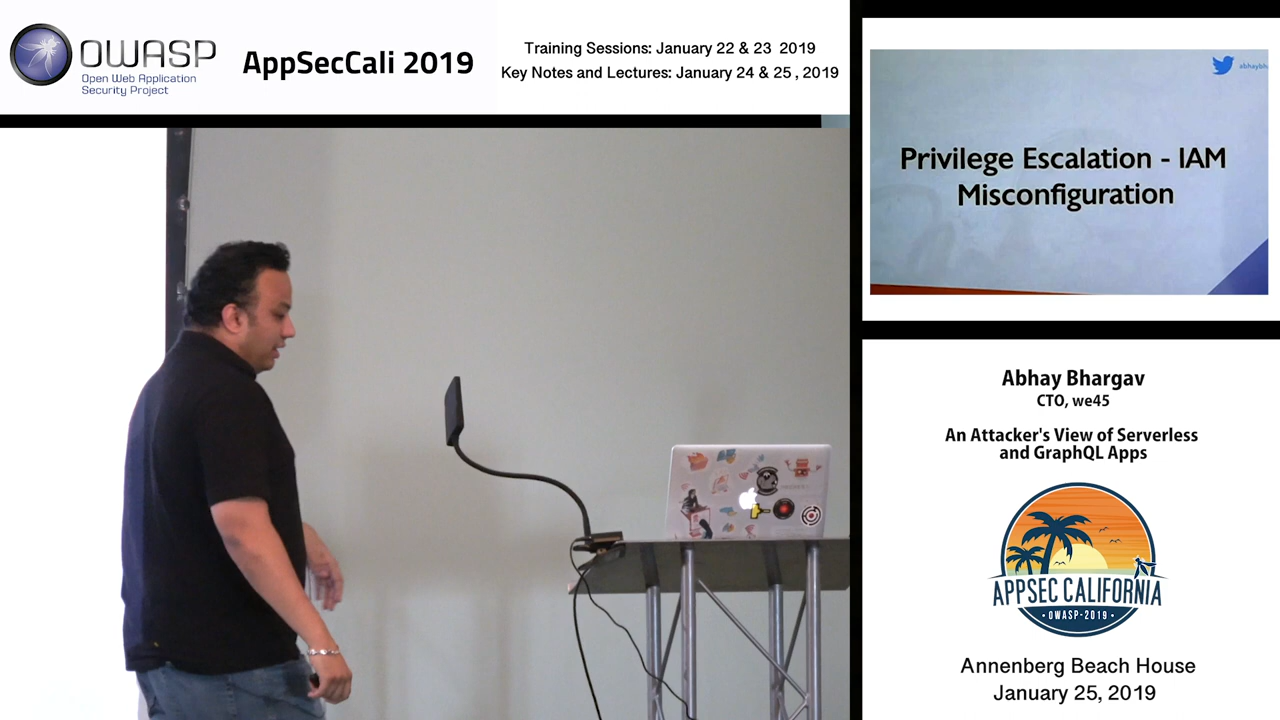 OWASP
Open Web Application
Security Project
AppSecCali 2019
Training Sessions: January 22 & 23 2019
Key Notes and Lectures: January 24 & 25 , 2019
abhaybh
Privilege Escalation - IAM
Misconfiguration
Abhay Bhargav
CTO, we45
An Attacker's View of Serverless
and GraphQL Apps
APPSEC CALIFORNIA
• OWASP-2019 •
Annenberg Beach House
January 25, 2019